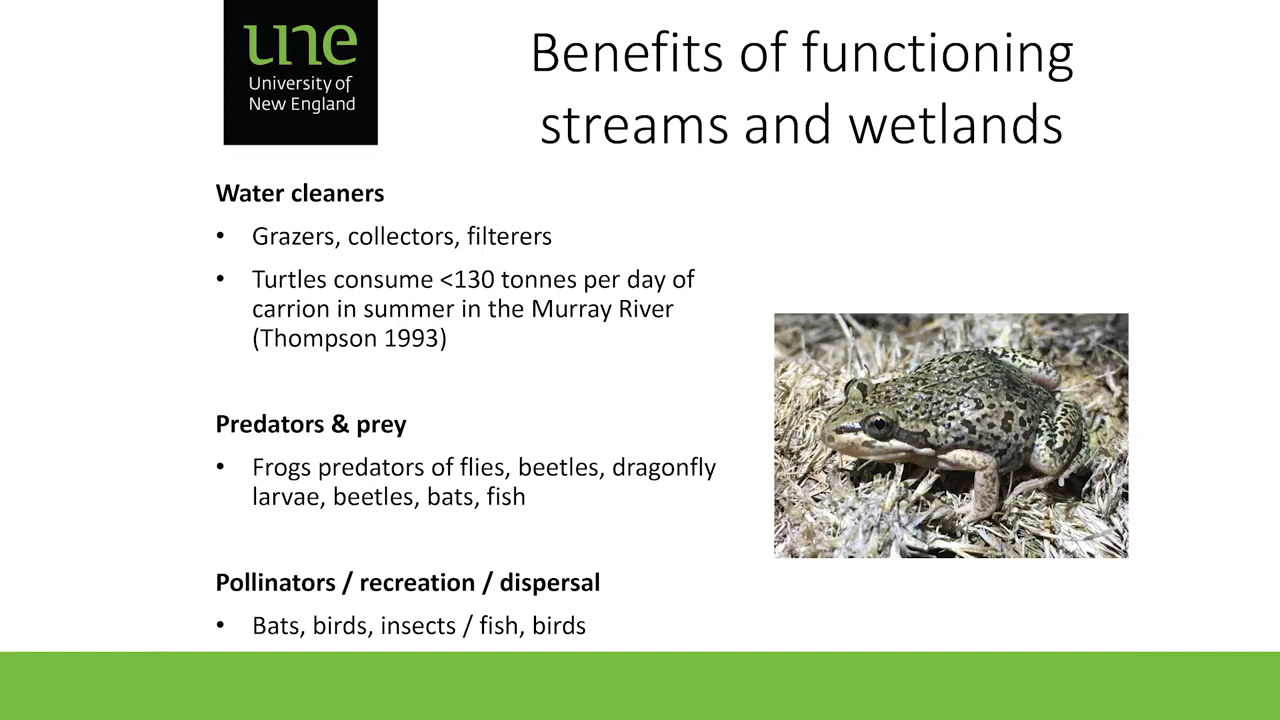 une
University of
New England
Benefits of functioning
streams and wetlands
Water cleaners
• Grazers, collectors, filterers
• Turtles consume <130 tonnes per day of
carrion in summer in the Murray River
(Thompson 1993)
Predators & prey
• Frogs predators of flies, beetles, dragonfly
larvae, beetles, bats, fish
Pollinators / recreation / dispersal
• Bats, birds, insects / fish, birds